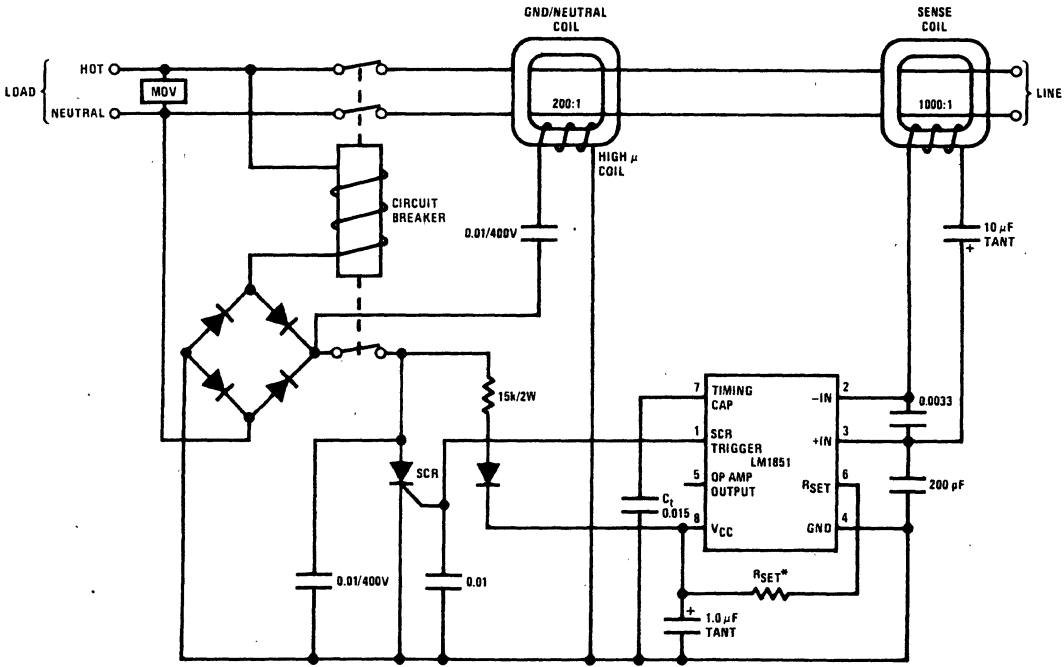 GND/NEUTRAL
COIL
SENSE
COIL
HOT
LOAD
MOV
NEUTRAL
200:1
1000:1
LINE
HIGH μ
COIL
CIRCUIT
BREAKER
0.01/400V
10 μF
TANT
+
15k/2W
7
TIMING
CAP
2
−IN
0.0033
1
SCR
TRIGGER
3
+IN
LM1851
SCR
5
OP AMP
OUTPUT
6
RSET
200 pF
Ct
0.015
8
VCC
4
GND
0.01/400V
0.01
RSET*
+
1.0 μF
TANT